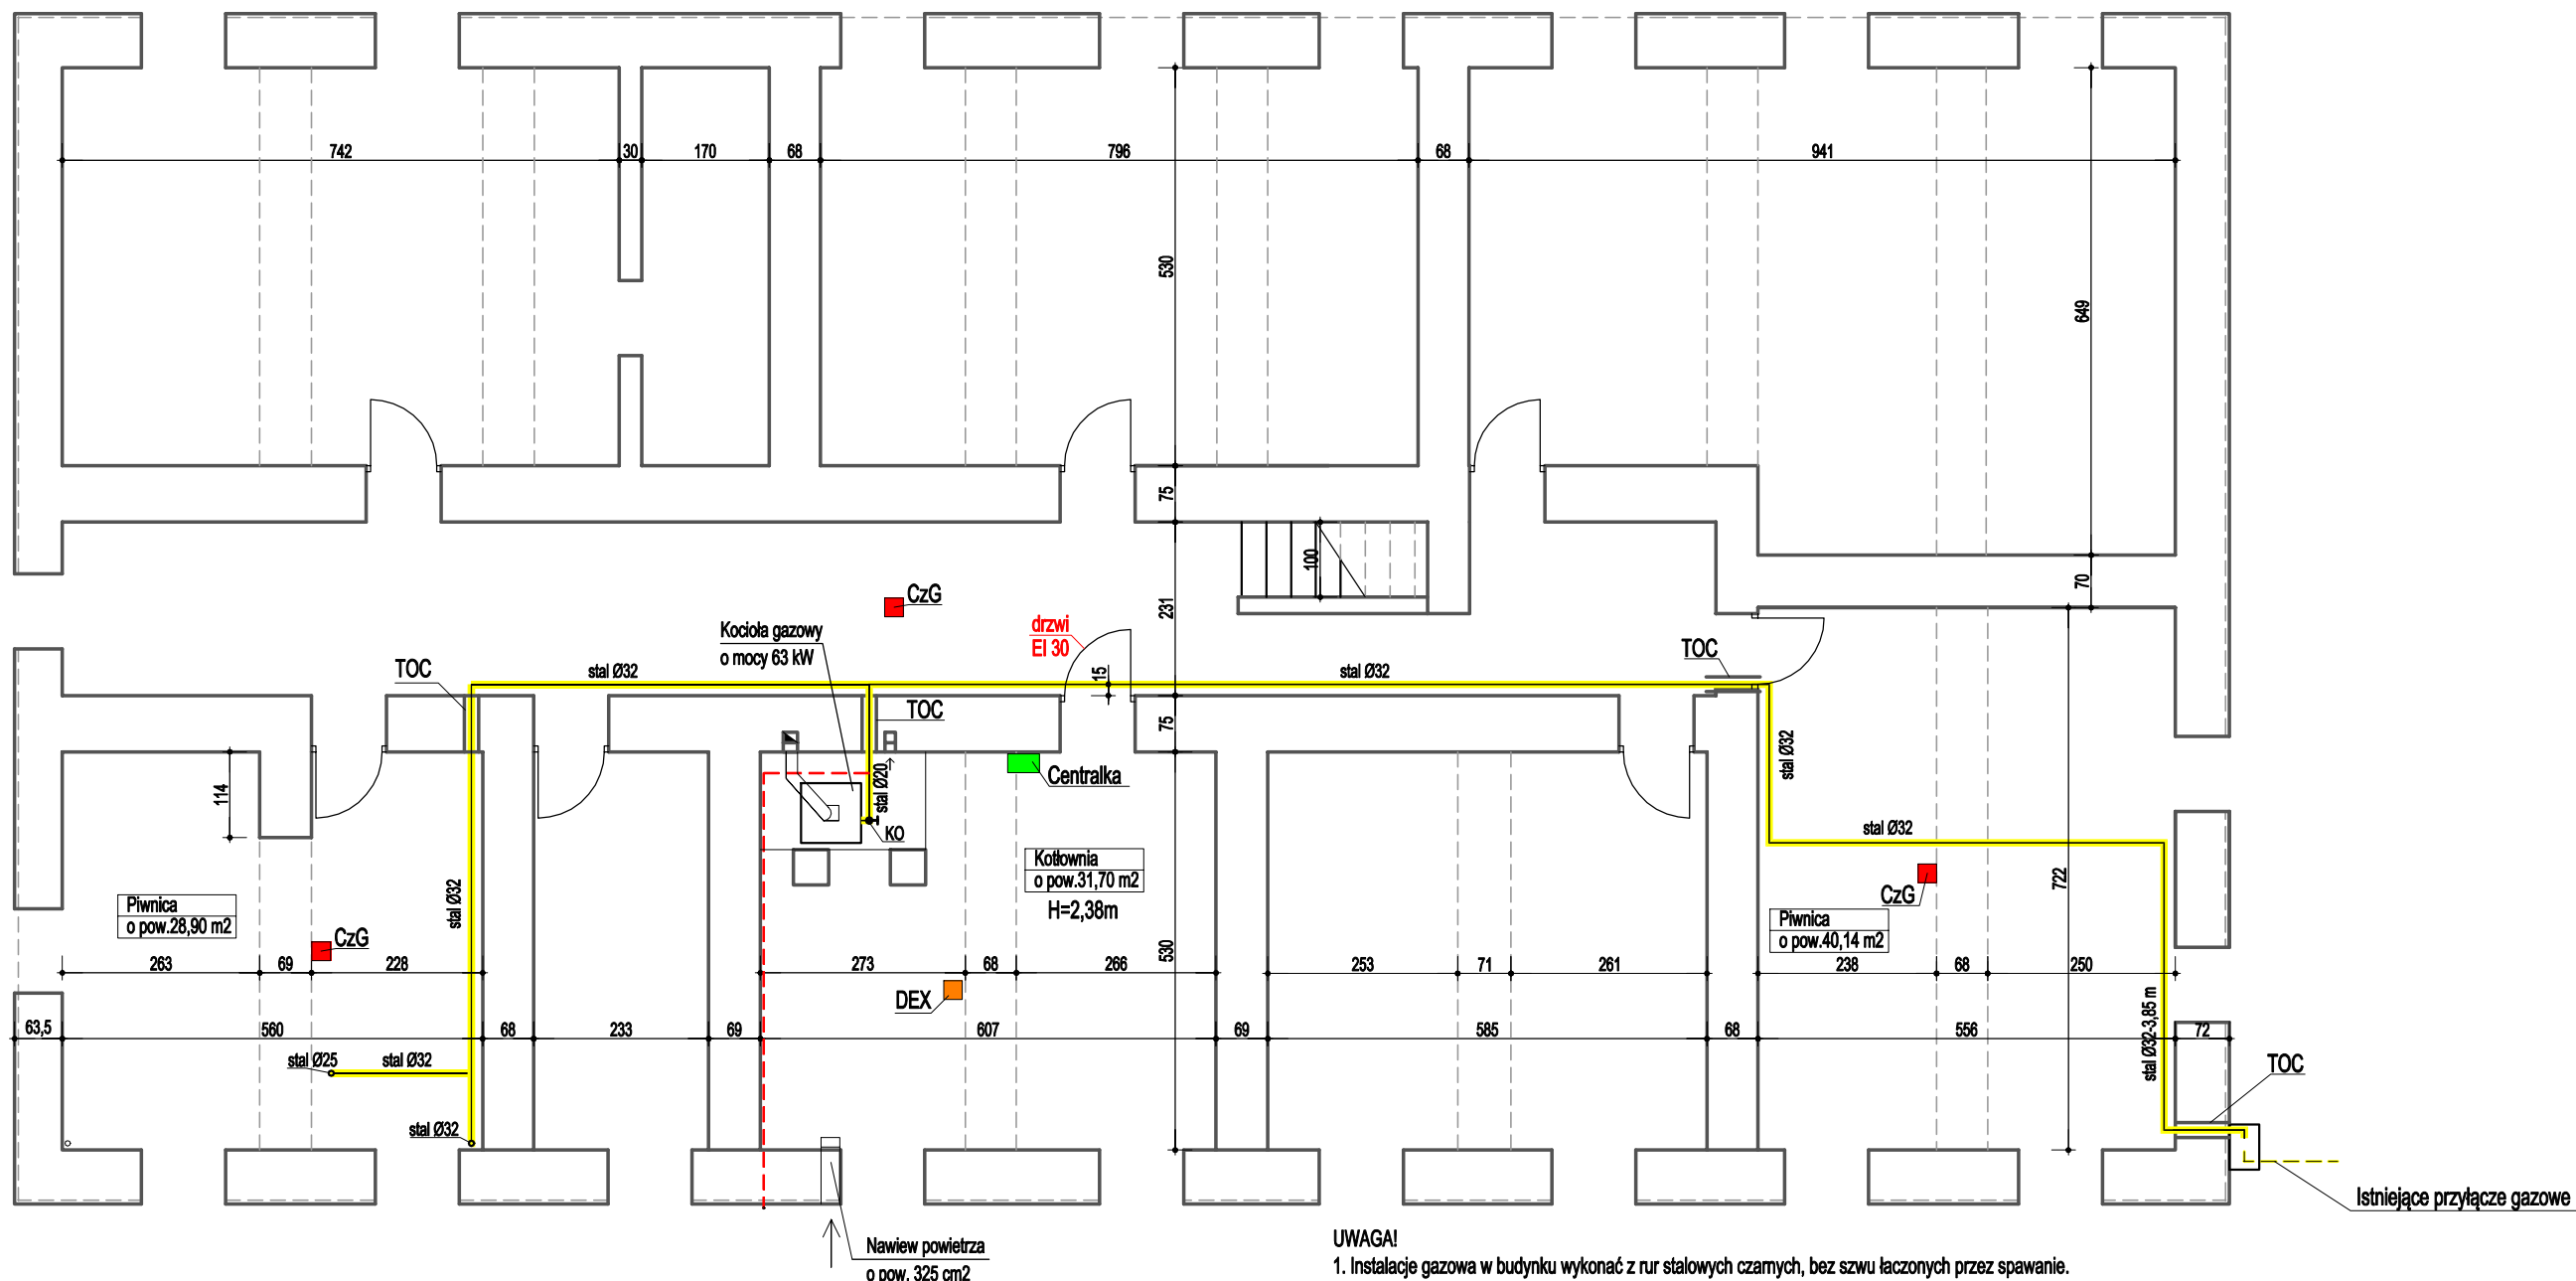 742
30
170
68
796
68
941
530
649
75
100
231
70
CzG
Kocioła gazowy
o mocy 63 kW
drzwi
EI 30
TOC
stal Ø32
15
stal Ø32
TOC
TOC
75
stal Ø20
stal Ø32
Centralka
114
KO
stal Ø32
Kotłownia
o pow.31,70 m2
H=2,38m
722
CzG
stal Ø32
Piwnica
o pow.28,90 m2
Piwnica
o pow.40,14 m2
CzG
263
69
228
273
68
266
530
253
71
261
238
68
250
DEX
stal Ø32-3,85 m
63,5
560
68
233
69
607
69
585
68
556
72
stal Ø25
stal Ø32
TOC
stal Ø32
Istniejące przyłącze gazowe
Nawiew powietrza
o pow. 325 cm2
UWAGA!
1. Instalacje gazowa w budynku wykonać z rur stalowych czarnych, bez szwu łaczonych przez spawanie.